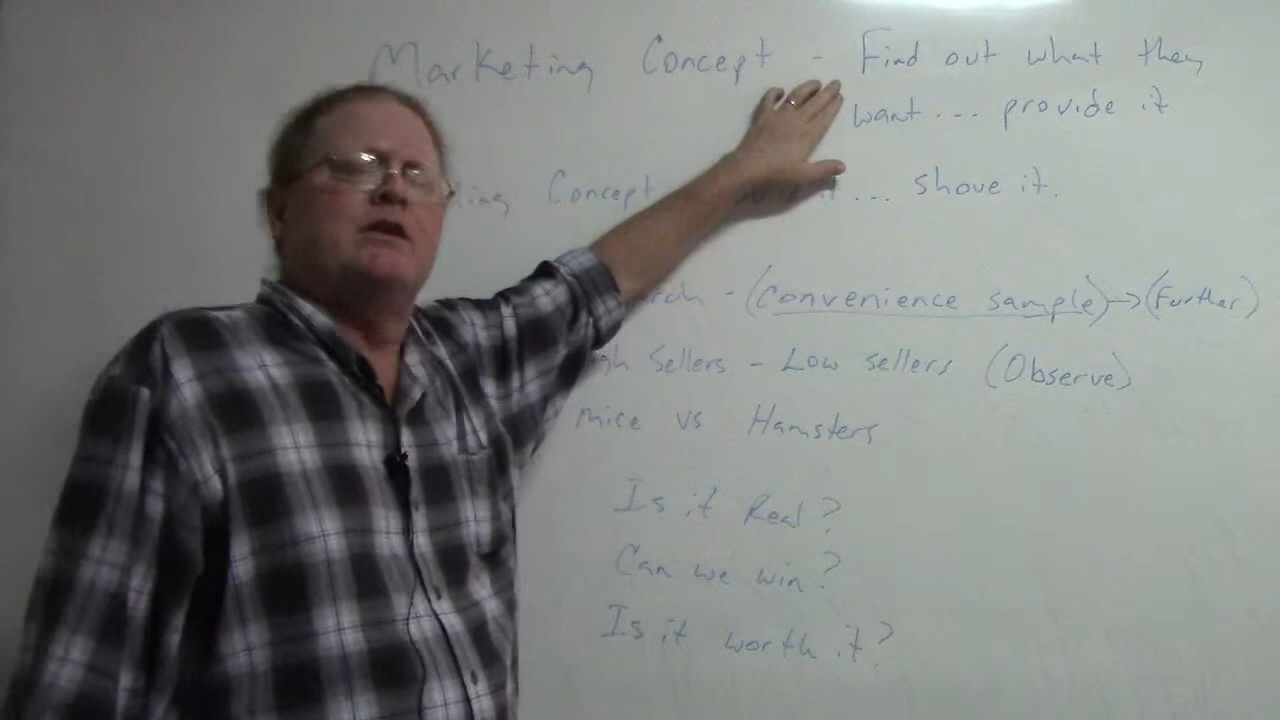 Marketing Concept - Find out what they
want... provide it
Concept ... shove it.
- (Convenience sample) → (Further)
Sellers - Low sellers (Observe)
mice vs Hamsters
Is it Real?
Can we win?
Is it worth it?